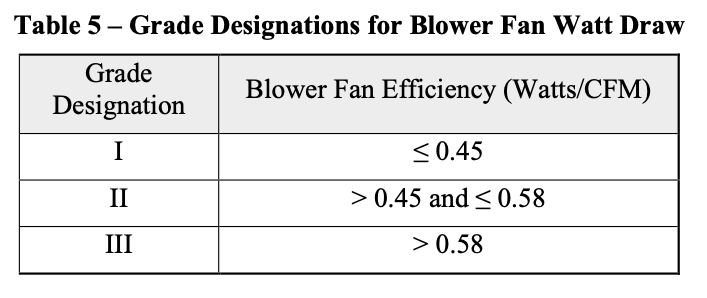 Table 5 – Grade Designations for Blower Fan Watt Draw
Grade
Designation
Blower Fan Efficiency (Watts/CFM)
I
≤ 0.45
II
> 0.45 and ≤ 0.58
III
> 0.58